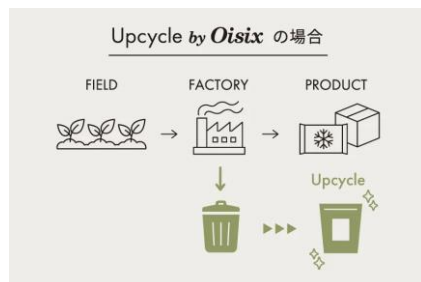 Upcycle by Oisix の場合
FIELD
FACTORY
PRODUCT
Upcycle